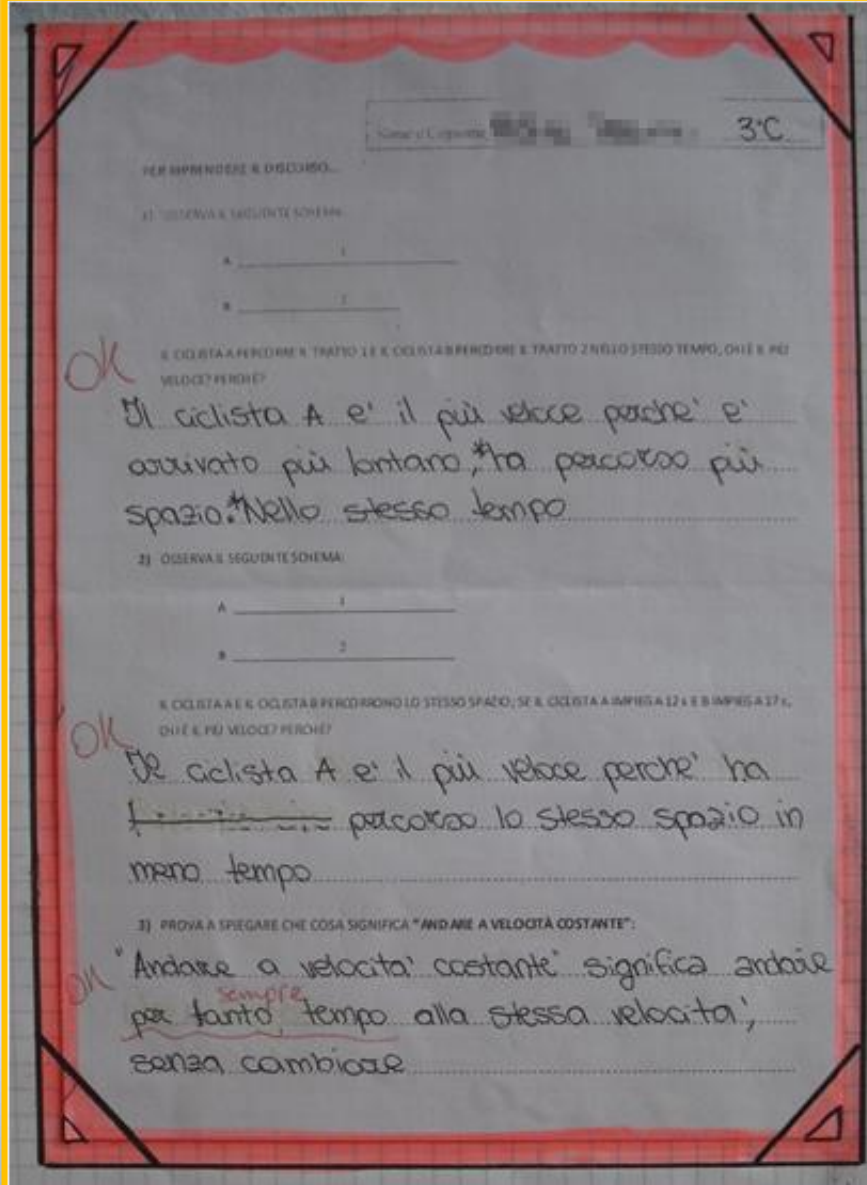 Nome e Cognome 3°C
PER RIPRENDERE IL DISCORSO...
1) OSSERVA IL SEGUENTE SCHEMA:
A 1
B 2
OK
IL CICLISTA A PERCORRE IL TRATTO 1 E IL CICLISTA B PERCORRE IL TRATTO 2 NELLO STESSO TEMPO, CHI È IL PIÙ
VELOCE? PERCHÉ?
Il ciclista A e' il più veloce perche' e'
arrivato più lontano,*ha percorso più
spazio.*Nello stesso tempo
2) OSSERVA IL SEGUENTE SCHEMA:
A 1
B 2
IL CICLISTA A E IL CICLISTA B PERCORRONO LO STESSO SPAZIO; SE IL CICLISTA A IMPIEGA 12 s E B IMPIEGA 17 s,
CHI È IL PIÙ VELOCE? PERCHÉ?
OK
Il ciclista A e' il più veloce perche' ha
percorso lo stesso spazio in
meno tempo
3) PROVA A SPIEGARE CHE COSA SIGNIFICA "ANDARE A VELOCITÀ COSTANTE":
"Andare a velocita' costante" significa andare
OK
sempre
per tanto tempo alla stessa velocita',
senza cambiare